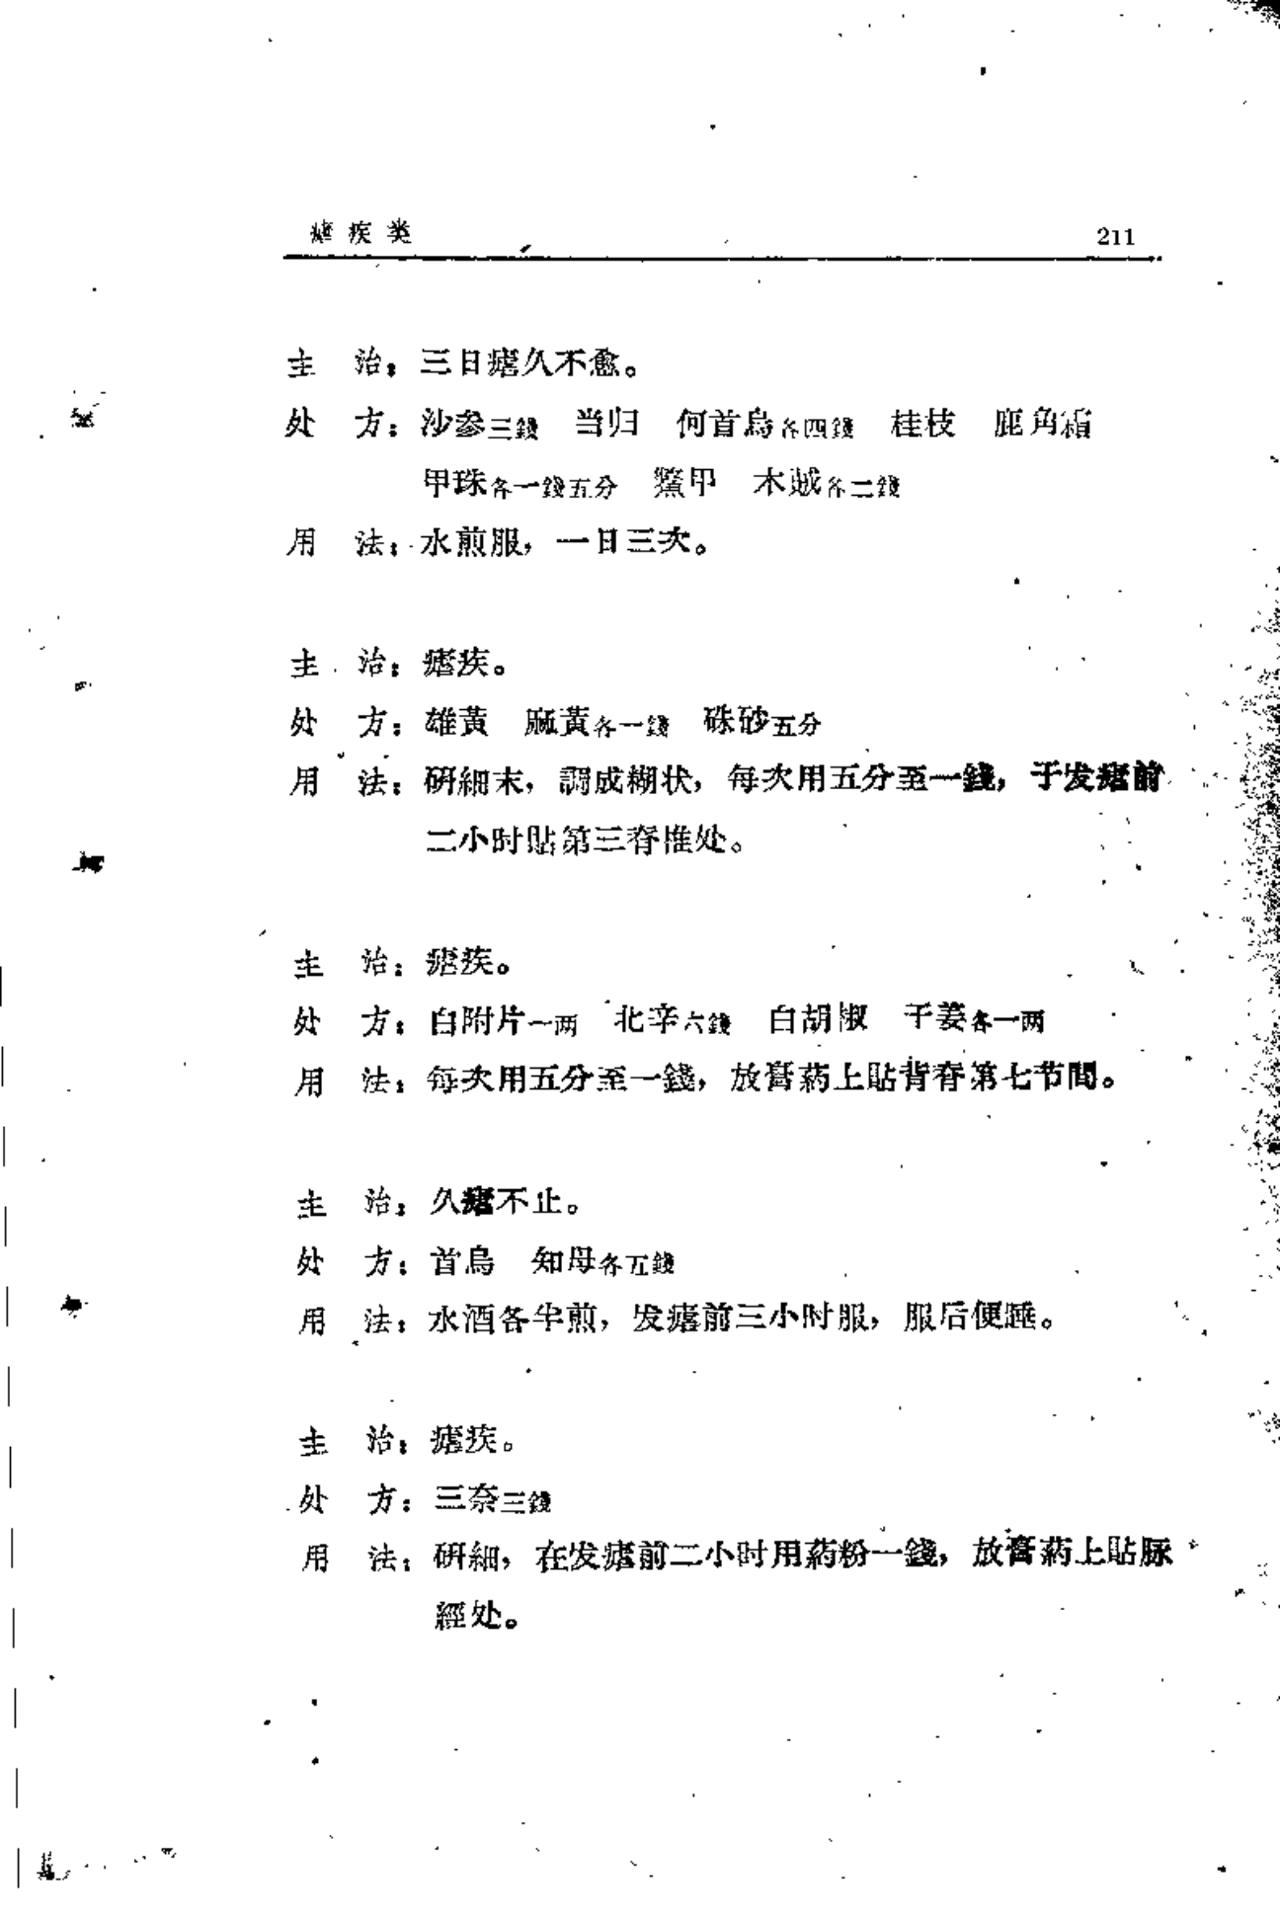 瘧疾类 211
主 治：三日瘧久不愈。
处 方：沙参三錢 当归 何首烏各四錢 桂枝 鹿角霜
甲珠各一錢五分 鱉甲 木贼各二錢
用 法：水煎服，一日三次。
主 治：瘧疾。
处 方：雄黃 麻黃各一錢 硃砂五分
用 法：研細末，調成糊状，每次用五分至一錢，于发瘧前
二小时貼第三脊椎处。
主 治：瘧疾。
处 方：白附片一两 北辛六錢 白胡椒 干姜各一两
用 法：每次用五分至一錢，放膏葯上貼背脊第七节間。
主 治：久瘧不止。
处 方：首烏 知母各五錢
用 法：水酒各半煎，发瘧前三小时服，服后便睡。
主 治：瘧疾。
处 方：三奈三錢
用 法：研細，在发瘧前二小时用葯粉一錢，放膏葯上貼脉
經处。